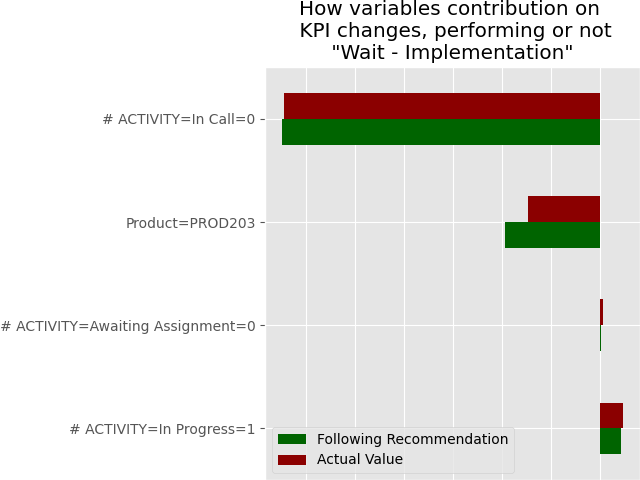 How variables contribution on
KPI changes, performing or not
"Wait - Implementation"
# ACTIVITY=In Call=0
Product=PROD203
# ACTIVITY=Awaiting Assignment=0
# ACTIVITY=In Progress=1
Following Recommendation
Actual Value